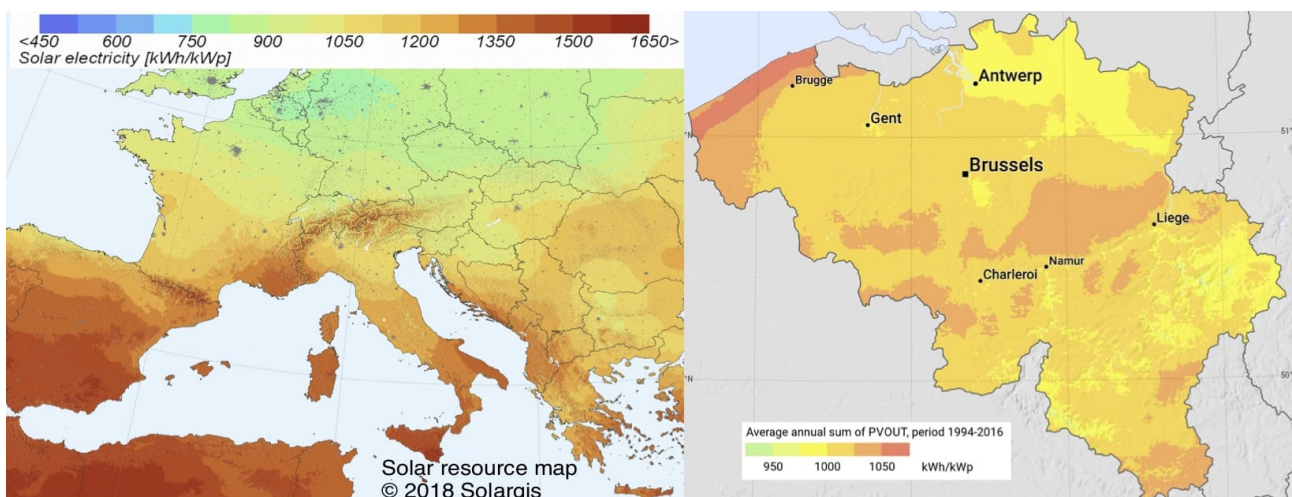 <450 600 750 900 1050 1200 1350 1500 1650>
Solar electricity [kWh/kWp]
Solar resource map
© 2018 Solargis
Brugge
Antwerp
Gent
51°
°N
Brussels
Liege
Namur
Charleroi
°N
50°
Average annual sum of PVOUT, period 1994-2016
950 1000 1050 kWh/kWp